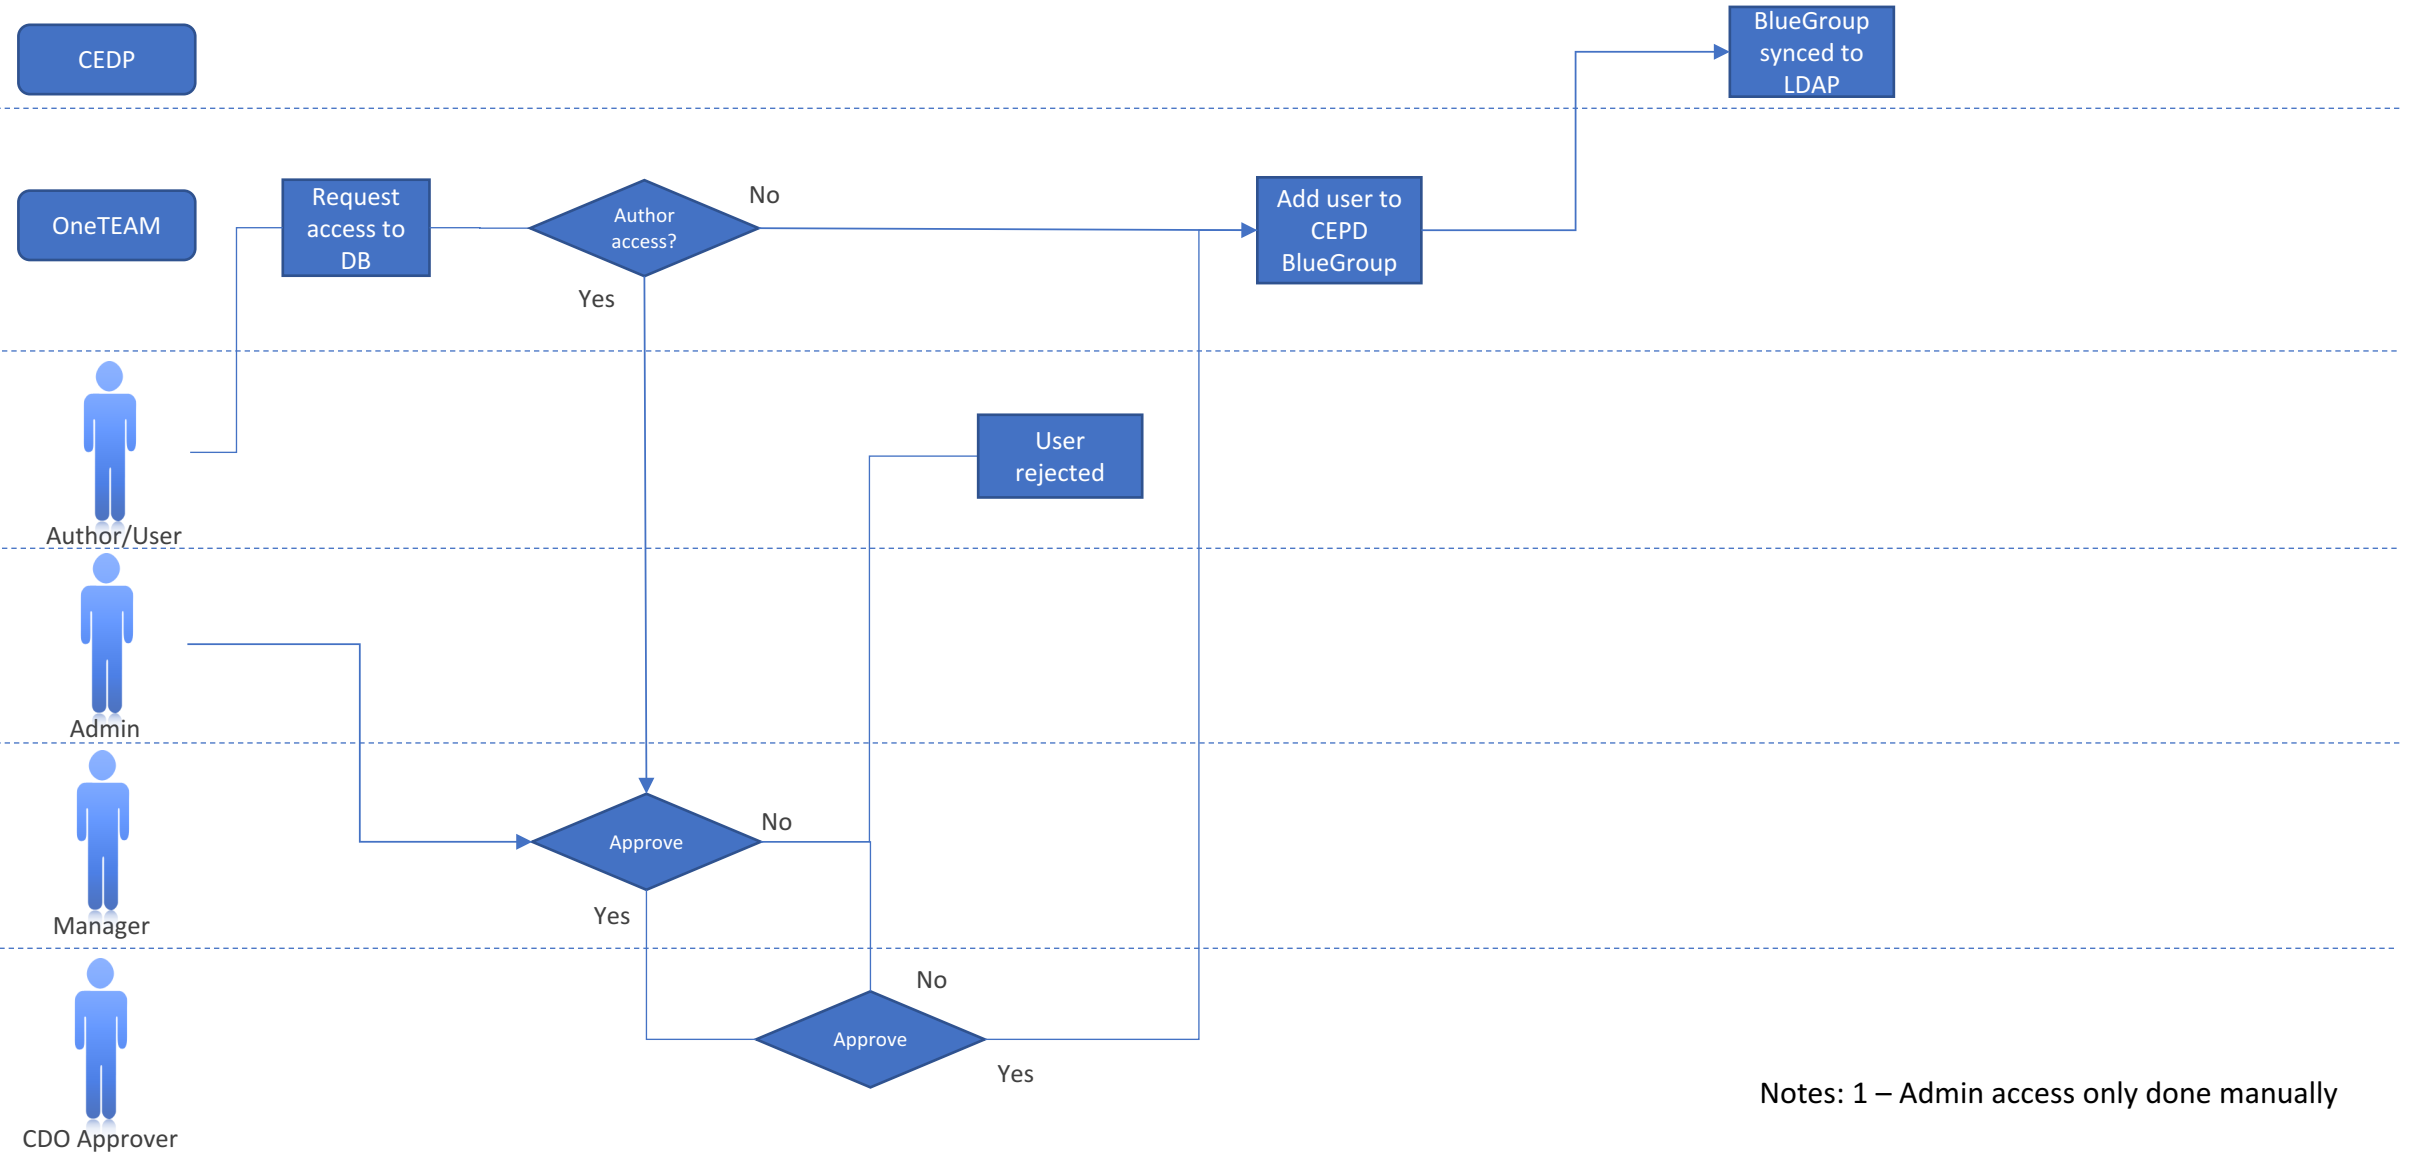 CEDP
BlueGroup
synced to
LDAP
OneTEAM
Request
access to
DB
Author
access?
No
Yes
Add user to
CEPD
BlueGroup
Author/User
User
rejected
Admin
Manager
Approve
No
Yes
CDO Approver
No
Approve
Yes
Notes: 1 – Admin access only done manually